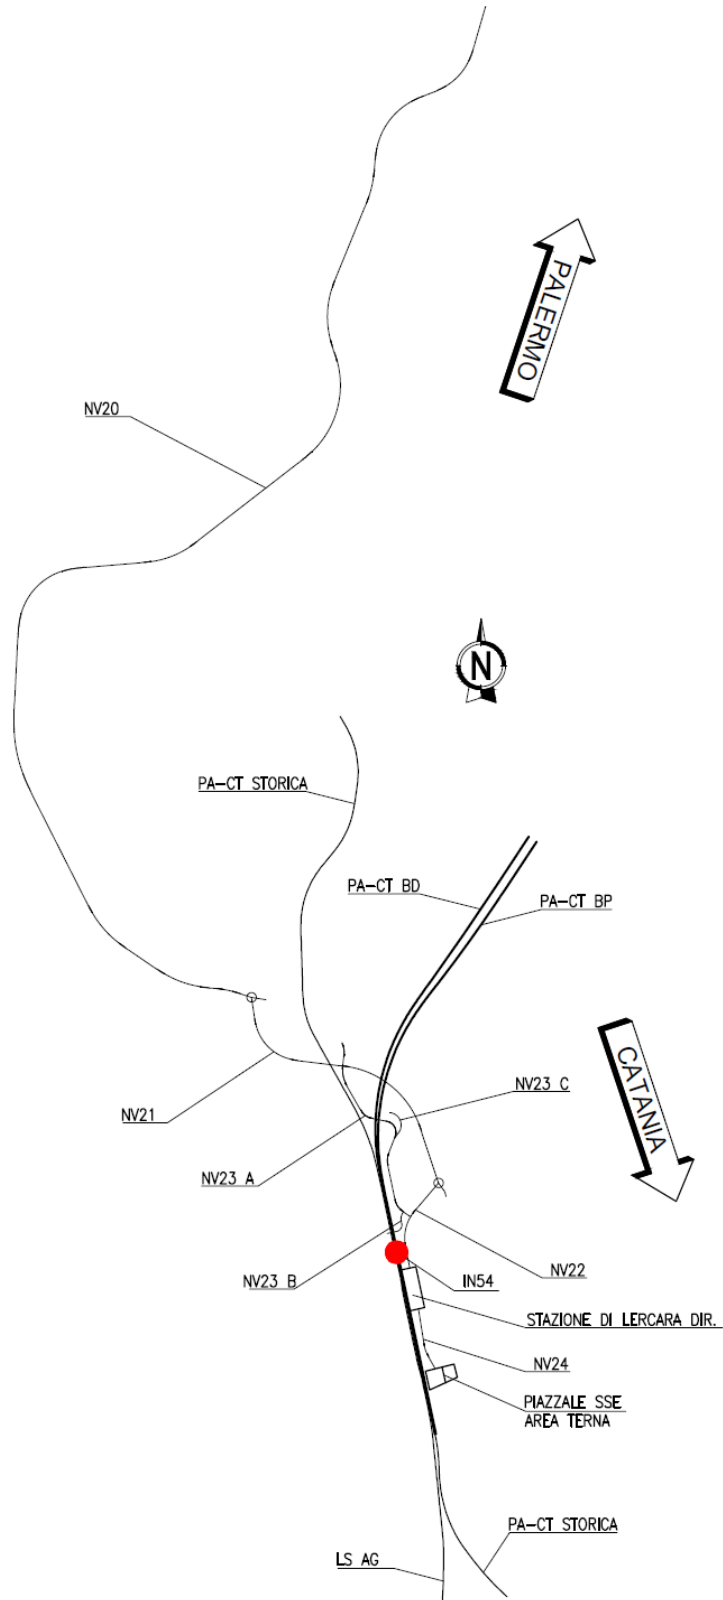 PALERMO
NV20
N
PA-CT STORICA
PA-CT BD
PA-CT BP
CATANIA
NV23 C
NV21
NV23 A
NV22
NV23 B
IN54
STAZIONE DI LERCARA DIR.
NV24
PIAZZALE SSE
AREA TERNA
PA-CT STORICA
LS AG